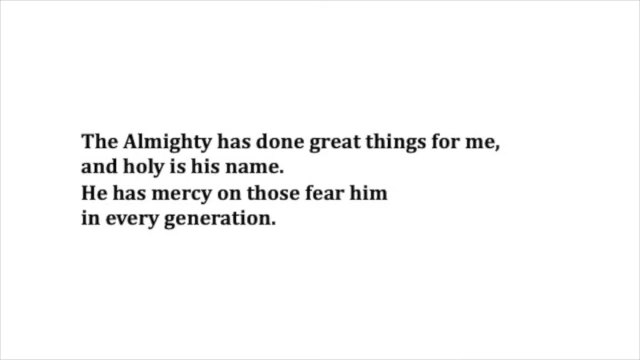 The Almighty has done great things for me,
and holy is his name.
He has mercy on those fear him
in every generation.